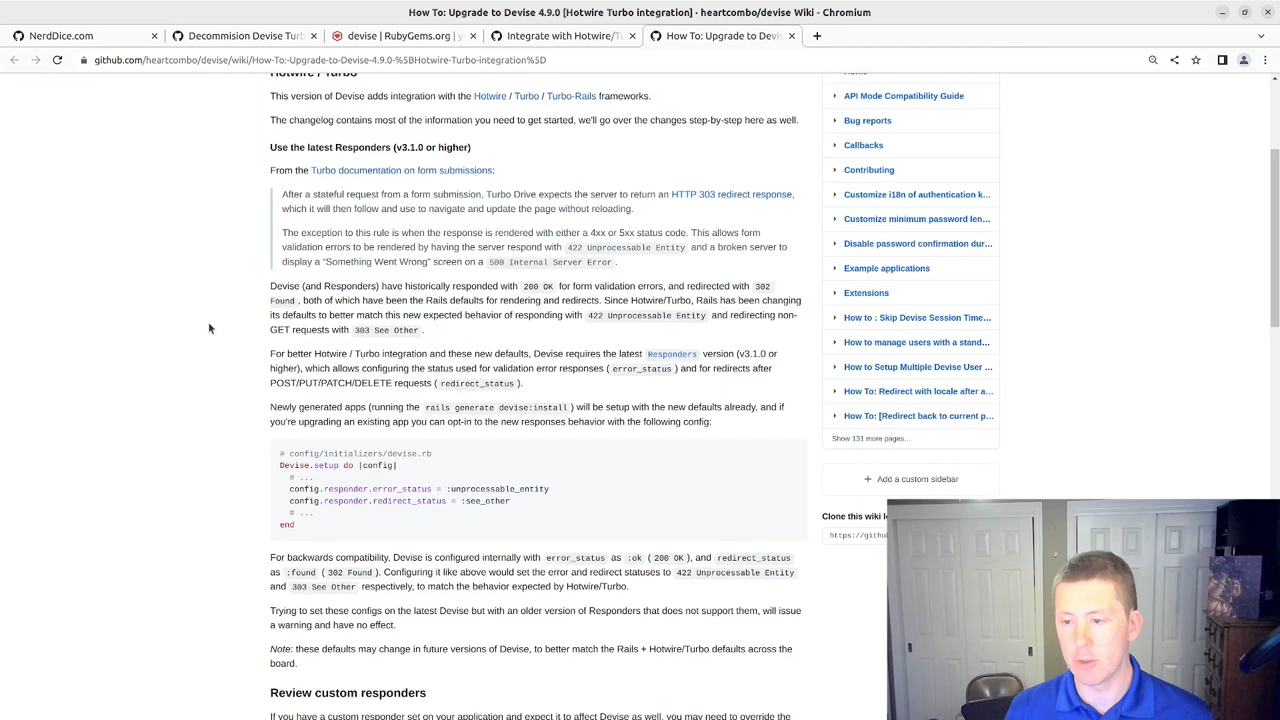 How To: Upgrade to Devise 4.9.0 [Hotwire Turbo integration] · heartcombo/devise Wiki - Chromium
NerdDice.com
Decommision Devise Turb
devise | RubyGems.org | y
Integrate with Hotwire/Tu
How To: Upgrade to Devis
github.com/heartcombo/devise/wiki/How-To:-Upgrade-to-Devise-4.9.0-%5BHotwire-Turbo-integration%5D
Hotwire / Turbo
This version of Devise adds integration with the Hotwire / Turbo / Turbo-Rails frameworks.
The changelog contains most of the information you need to get started, we'll go over the changes step-by-step here as well.
Use the latest Responders (v3.1.0 or higher)
From the Turbo documentation on form submissions:
After a stateful request from a form submission, Turbo Drive expects the server to return an HTTP 303 redirect response,
which it will then follow and use to navigate and update the page without reloading.
The exception to this rule is when the response is rendered with either a 4xx or 5xx status code. This allows form
validation errors to be rendered by having the server respond with 422 Unprocessable Entity and a broken server to
display a “Something Went Wrong” screen on a 500 Internal Server Error.
Devise (and Responders) have historically responded with 200 OK for form validation errors, and redirected with 302
Found, both of which have been the Rails defaults for rendering and redirects. Since Hotwire/Turbo, Rails has been changing
its defaults to better match this new expected behavior of responding with 422 Unprocessable Entity and redirecting non-
GET requests with 303 See Other.
For better Hotwire / Turbo integration and these new defaults, Devise requires the latest Responders version (v3.1.0 or
higher), which allows configuring the status used for validation error responses (error_status) and for redirects after
POST/PUT/PATCH/DELETE requests (redirect_status).
Newly generated apps (running the rails generate devise:install) will be setup with the new defaults already, and if
you're upgrading an existing app you can opt-in to the new responses behavior with the following config:
# config/initializers/devise.rb
Devise.setup do |config|
# ...
config.responder.error_status = :unprocessable_entity
config.responder.redirect_status = :see_other
# ...
end
For backwards compatibility, Devise is configured internally with error_status as :ok (200 OK), and redirect_status
as :found (302 Found). Configuring it like above would set the error and redirect statuses to 422 Unprocessable Entity
and 303 See Other respectively, to match the behavior expected by Hotwire/Turbo.
Trying to set these configs on the latest Devise but with an older version of Responders that does not support them, will issue
a warning and have no effect.
Note: these defaults may change in future versions of Devise, to better match the Rails + Hotwire/Turbo defaults across the
board.
Review custom responders
If you have a custom responder set on your application and expect it to affect Devise as well, you may need to override the
Home
API Mode Compatibility Guide
Bug reports
Callbacks
Contributing
Customize i18n of authentication k...
Customize minimum password len...
Disable password confirmation dur...
Example applications
Extensions
How to : Skip Devise Session Time...
How to manage users with a stand...
How to Setup Multiple Devise User ...
How To: Redirect with locale after a...
How To: [Redirect back to current p...
Show 131 more pages...
Add a custom sidebar
Clone this wiki l
https://githu